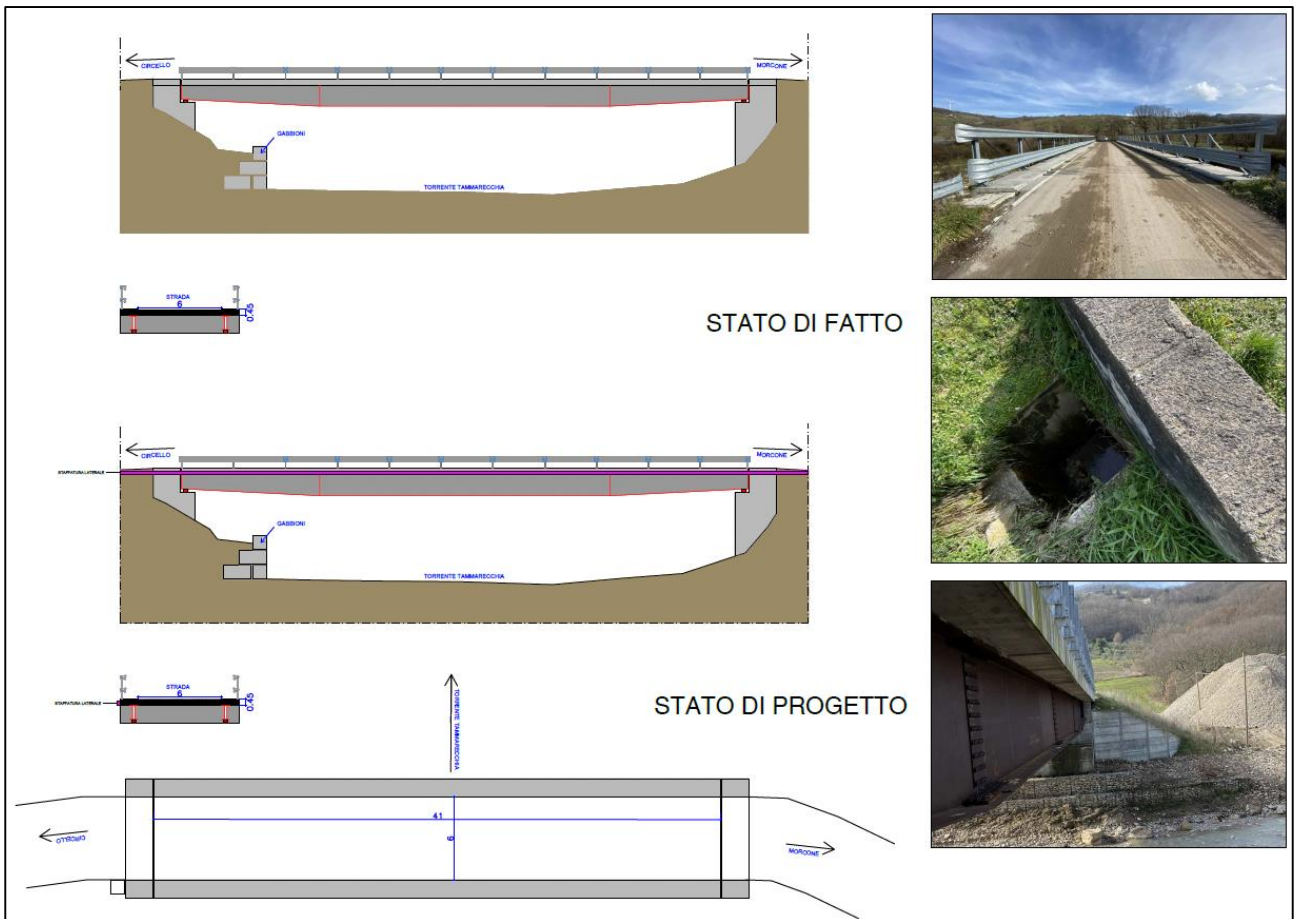 CIRCELLO
MORCONE
GABBIONI
TORRENTE TAMMARECCHIA
STRADA
6
0.45
STATO DI FATTO
CIRCELLO
MORCONE
STAFFATURA LATERALE
GABBIONI
TORRENTE TAMMARECCHIA
STRADA
6
0.45
STAFFATURA LATERALE
STATO DI PROGETTO
TORRENTE TAMMARECCHIA
41
6
CIRCELLO
MORCONE